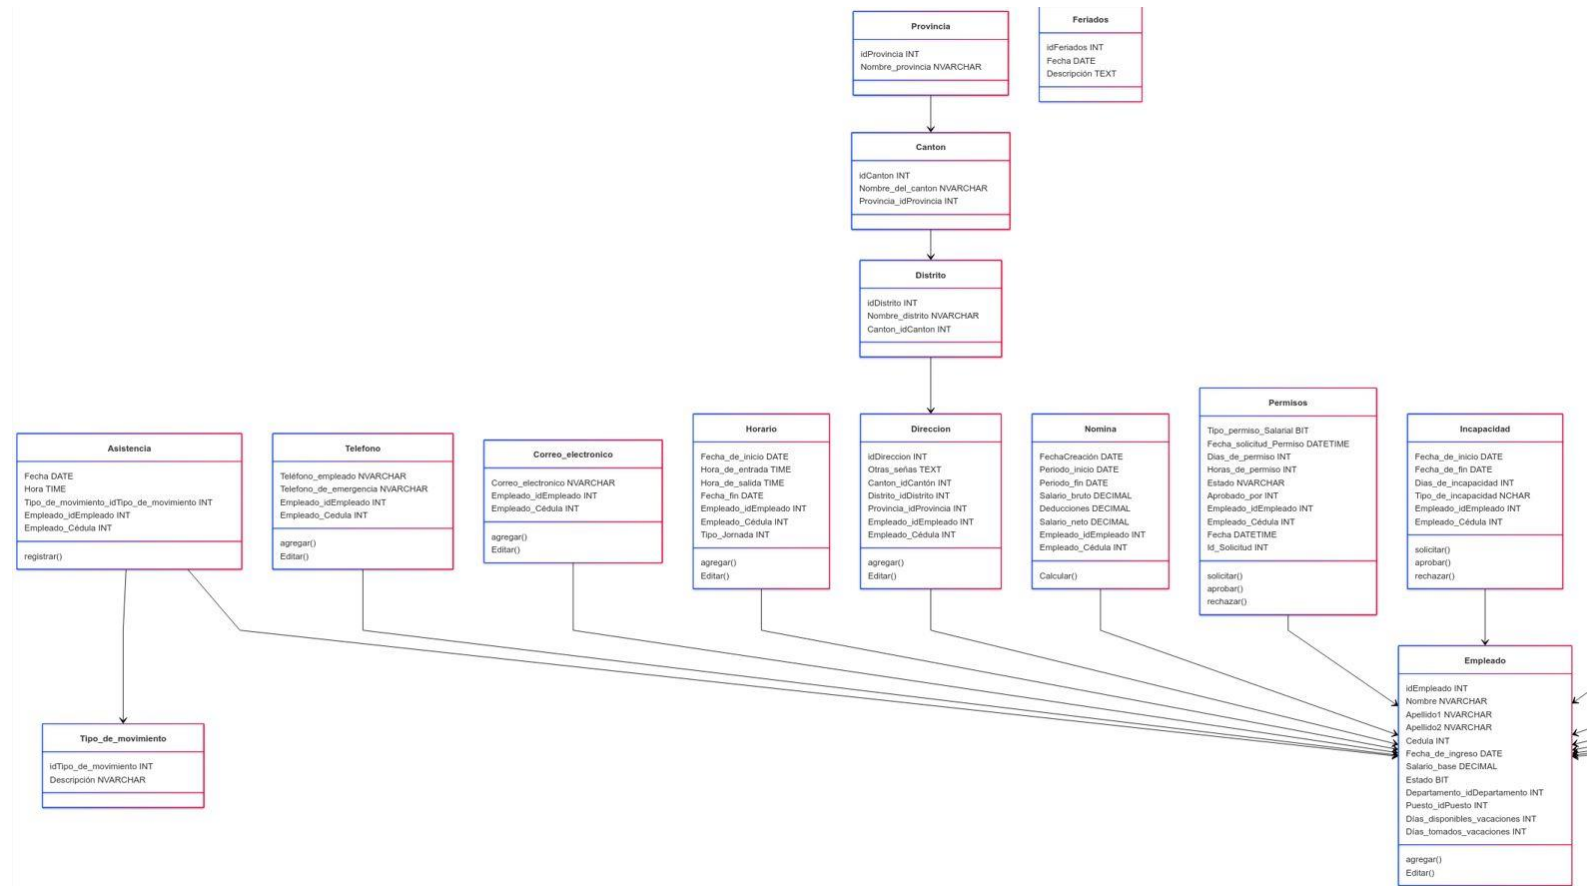 Provincia
idProvincia INT
Nombre_provincia NVARCHAR
Feriados
idFeriados INT
Fecha DATE
Descripción TEXT
Canton
idCanton INT
Nombre_del_canton NVARCHAR
Provincia_idProvincia INT
Distrito
idDistrito INT
Nombre_distrito NVARCHAR
Canton_idCanton INT
Asistencia
Fecha DATE
Hora TIME
Tipo_de_movimiento_idTipo_de_movimiento INT
Empleado_idEmpleado INT
Empleado_Cédula INT
registrar()
Telefono
Teléfono_empleado NVARCHAR
Telefono_de_emergencia NVARCHAR
Empleado_idEmpleado INT
Empleado_Cedula INT
agregar()
Editar()
Correo_electronico
Correo_electronico NVARCHAR
Empleado_idEmpleado INT
Empleado_Cédula INT
agregar()
Editar()
Horario
Fecha_de_inicio DATE
Hora_de_entrada TIME
Hora_de_salida TIME
Fecha_fin DATE
Empleado_idEmpleado INT
Empleado_Cédula INT
Tipo_Jornada INT
agregar()
Editar()
Direccion
idDireccion INT
Otras_señas TEXT
Canton_idCantón INT
Distrito_idDistrito INT
Provincia_idProvincia INT
Empleado_idEmpleado INT
Empleado_Cédula INT
agregar()
Editar()
Nomina
FechaCreación DATE
Periodo_inicio DATE
Periodo_fin DATE
Salario_bruto DECIMAL
Deducciones DECIMAL
Salario_neto DECIMAL
Empleado_idEmpleado INT
Empleado_Cédula INT
Calcular()
Permisos
Tipo_permiso_Salarial BIT
Fecha_solicitud_Permiso DATETIME
Dias_de_permiso INT
Horas_de_permiso INT
Estado NVARCHAR
Aprobado_por INT
Empleado_idEmpleado INT
Empleado_Cédula INT
Fecha DATETIME
Id_Solicitud INT
solicitar()
aprobar()
rechazar()
Incapacidad
Fecha_de_inicio DATE
Fecha_de_fin DATE
Dias_de_incapacidad INT
Tipo_de_incapacidad NCHAR
Empleado_idEmpleado INT
Empleado_Cédula INT
solicitar()
aprobar()
rechazar()
Tipo_de_movimiento
idTipo_de_movimiento INT
Descripción NVARCHAR
Empleado
idEmpleado INT
Nombre NVARCHAR
Apellido1 NVARCHAR
Apellido2 NVARCHAR
Cedula INT
Fecha_de_ingreso DATE
Salario_base DECIMAL
Estado BIT
Departamento_idDepartamento INT
Puesto_idPuesto INT
Días_disponibles_vacaciones INT
Días_tomados_vacaciones INT
agregar()
Editar()